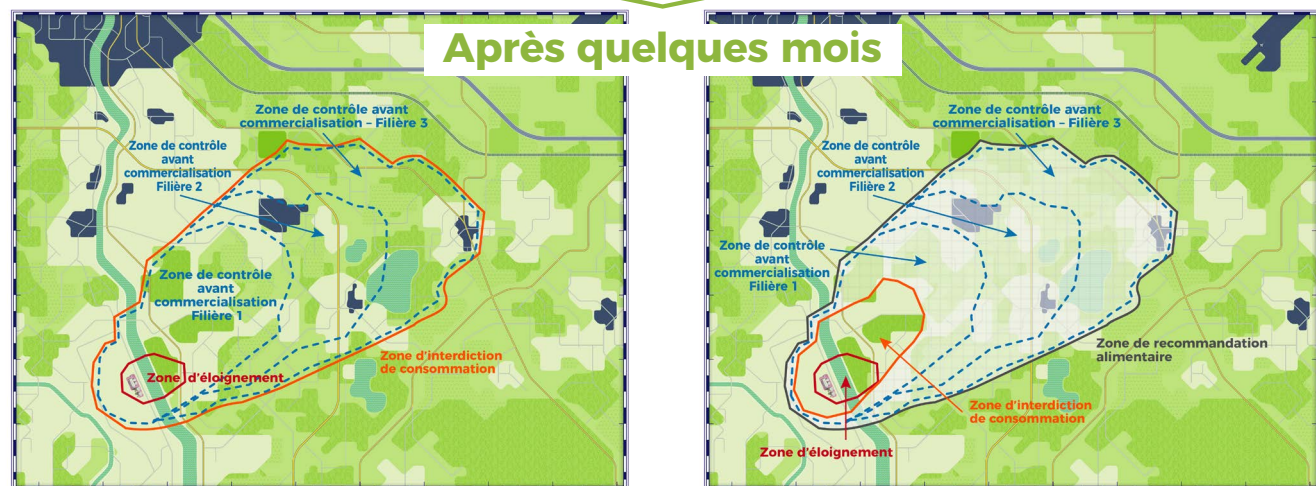 Après quelques mois
Zone de contrôle avant
commercialisation – Filière 3
Zone de contrôle
avant
commercialisation
Filière 2
Zone de contrôle
avant
commercialisation
Filière 1
Zone d'éloignement
Zone d'interdiction
de consommation
Zone de contrôle avant
commercialisation – Filière 3
Zone de contrôle
avant
commercialisation
Filière 2
Zone de contrôle
avant
commercialisation
Filière 1
Zone de recommandation
alimentaire
Zone d'interdiction
de consommation
Zone d'éloignement